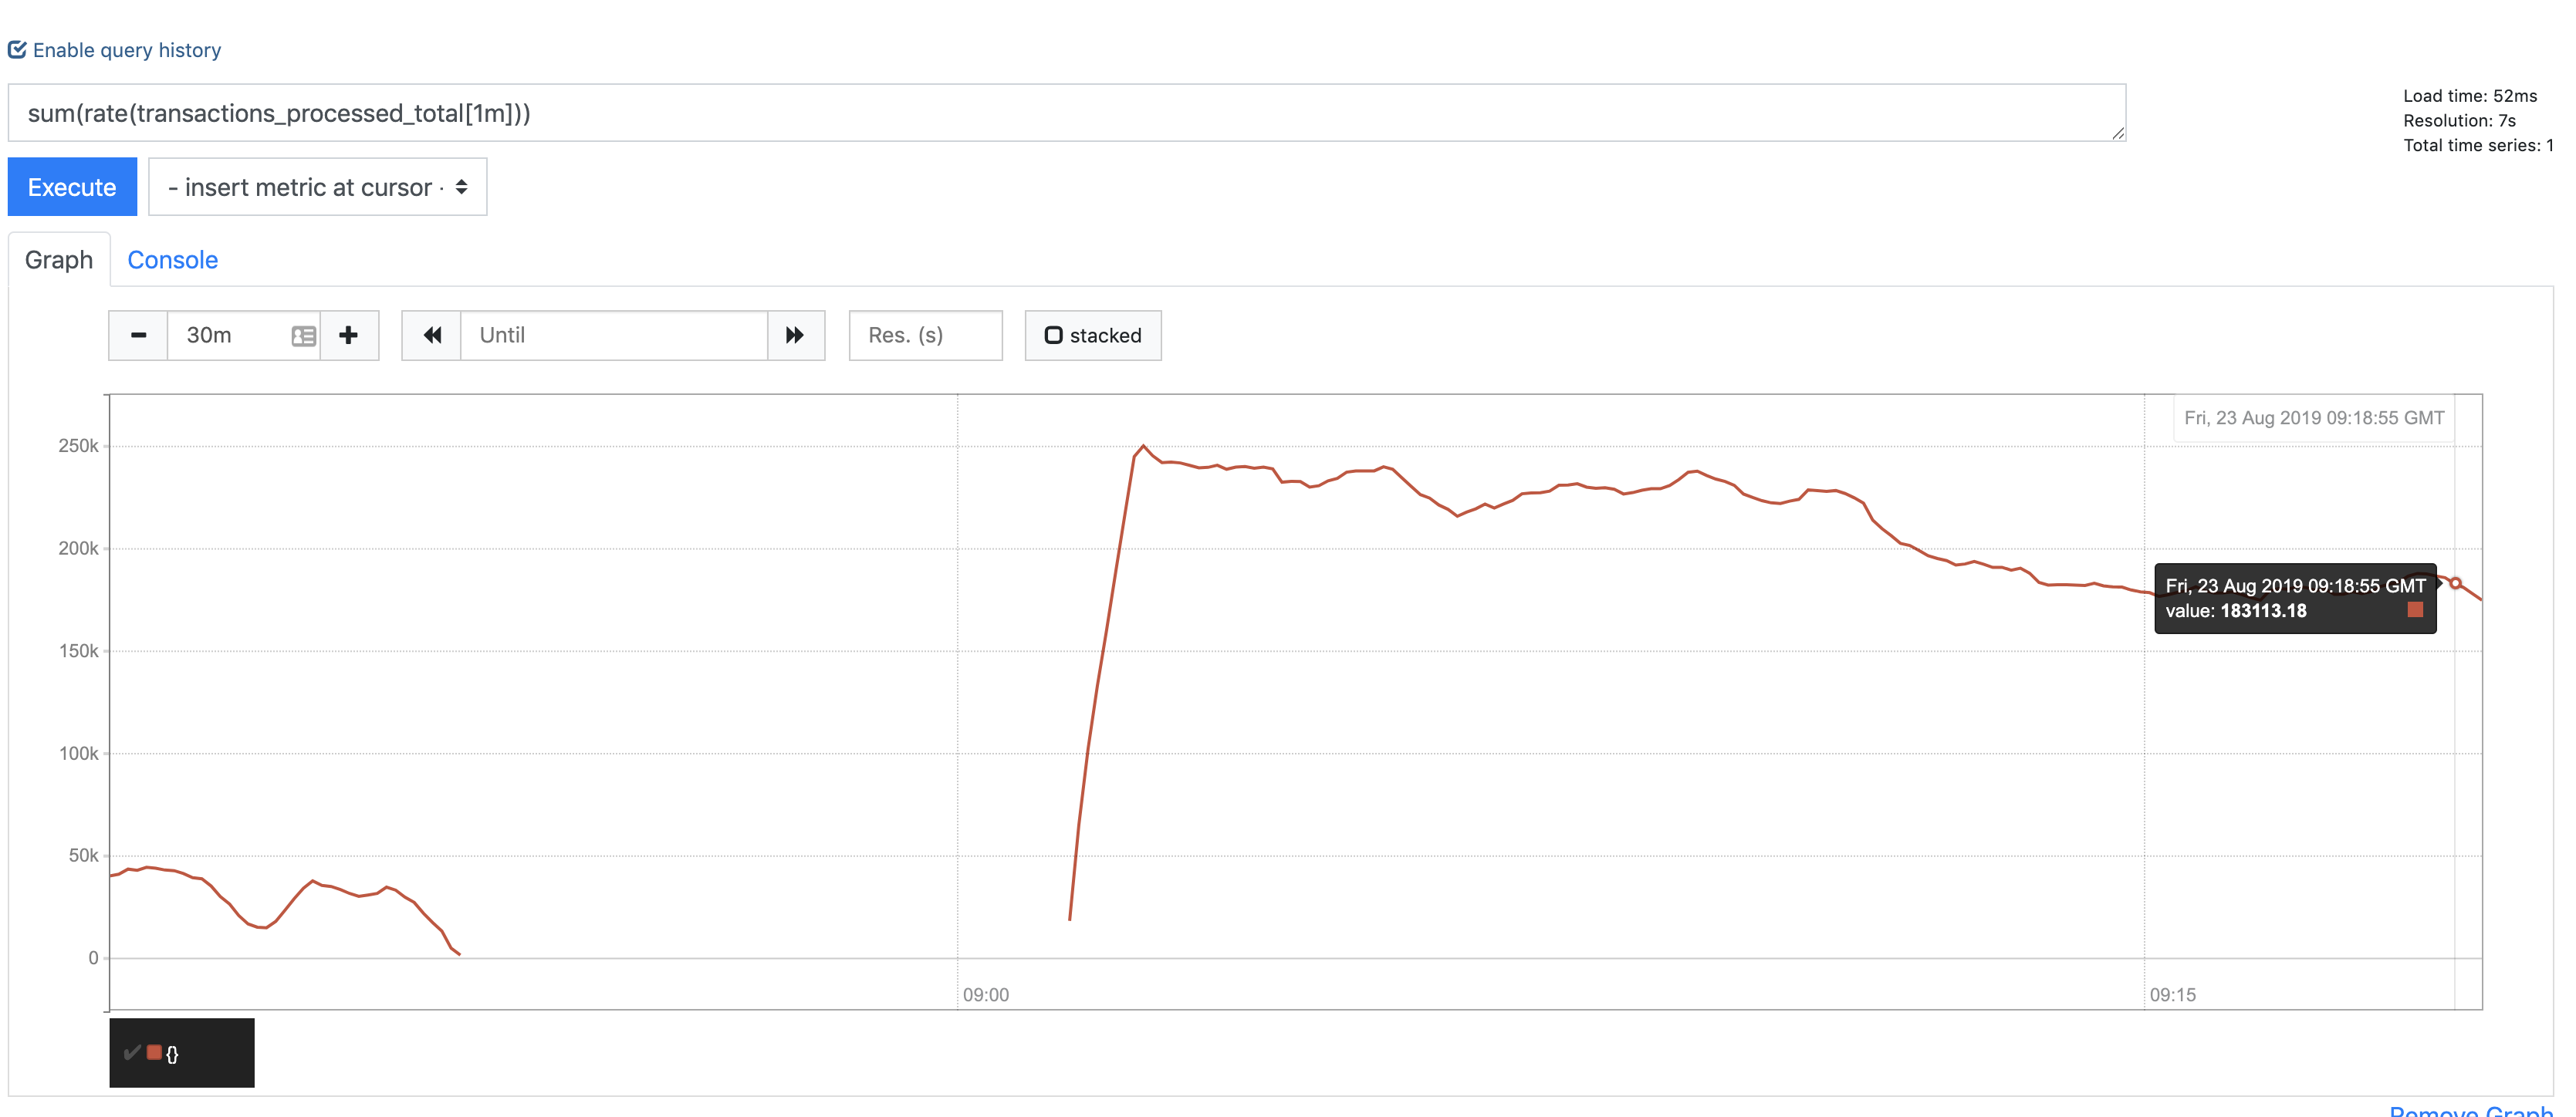 Enable query history
sum(rate(transactions_processed_total[1m]))
Load time: 52ms
Resolution: 7s
Total time series: 1
Execute
- insert metric at cursor -
Graph
Console
30m
Until
Res. (s)
stacked
Fri, 23 Aug 2019 09:18:55 GMT
250k
200k
Fri, 23 Aug 2019 09:18:55 GMT
value: 183113.18
150k
100k
50k
0
09:00
09:15
{}
Remove Graph